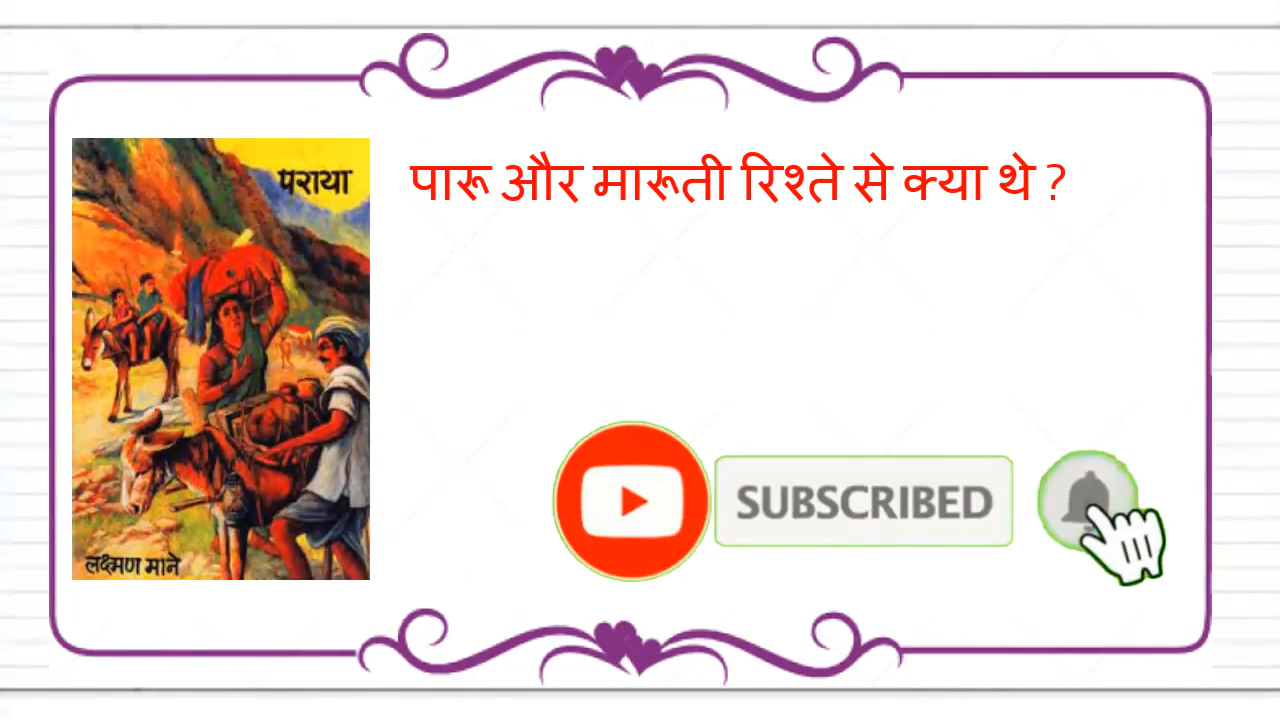 पराया
पारू और मारूती रिश्ते से क्या थे ?
SUBSCRIBED
लक्ष्मण माने